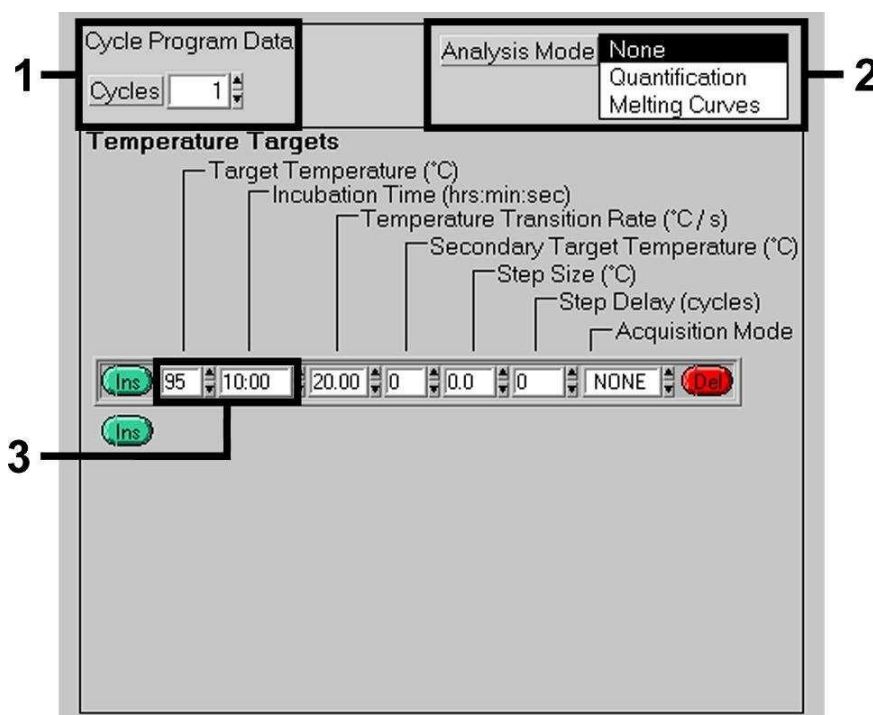 Cycle Program Data
Analysis Mode None
Quantification
Melting Curves
1
2
Cycles 1
Temperature Targets
Target Temperature (°C)
Incubation Time (hrs:min:sec)
Temperature Transition Rate (°C / s)
Secondary Target Temperature (°C)
Step Size (°C)
Step Delay (cycles)
Acquisition Mode
Ins 95 10:00 20.00 0 0.0 0 NONE Del
Ins
3